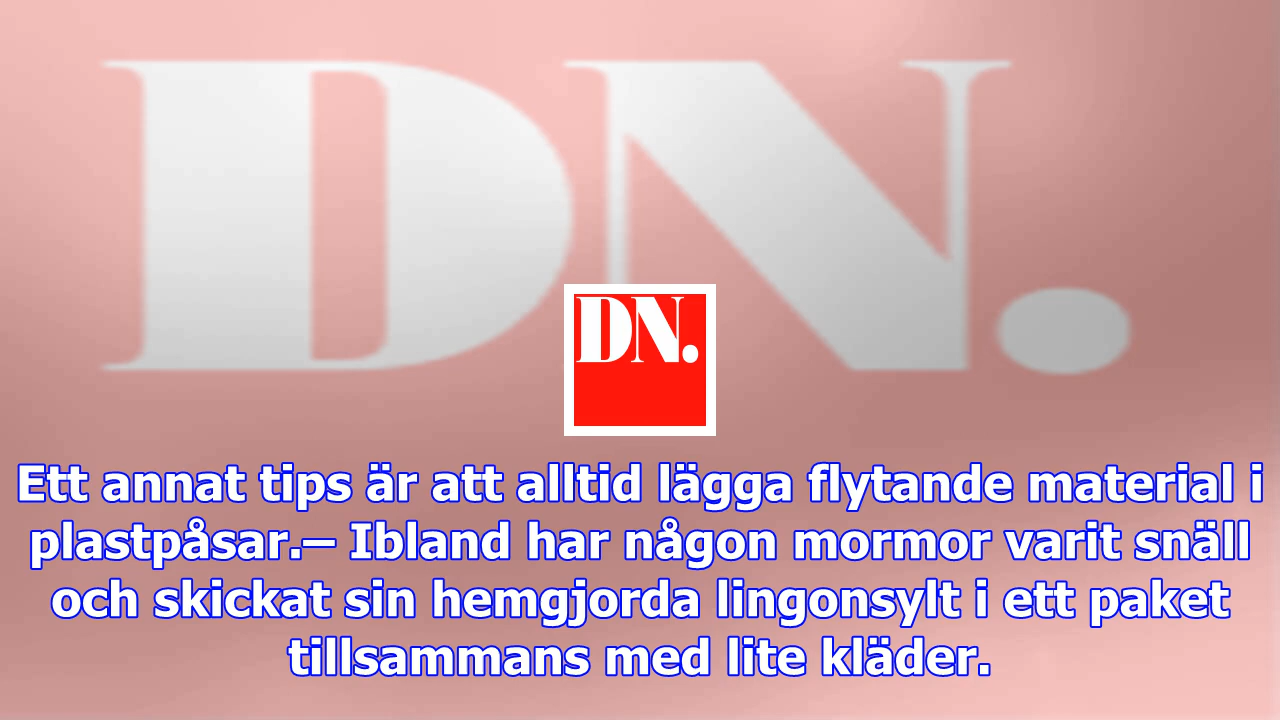 DN.
DN.
Ett annat tips är att alltid lägga flytande material i
plastpåsar.– Ibland har någon mormor varit snäll
och skickat sin hemgjorda lingonsylt i ett paket
tillsammans med lite kläder.